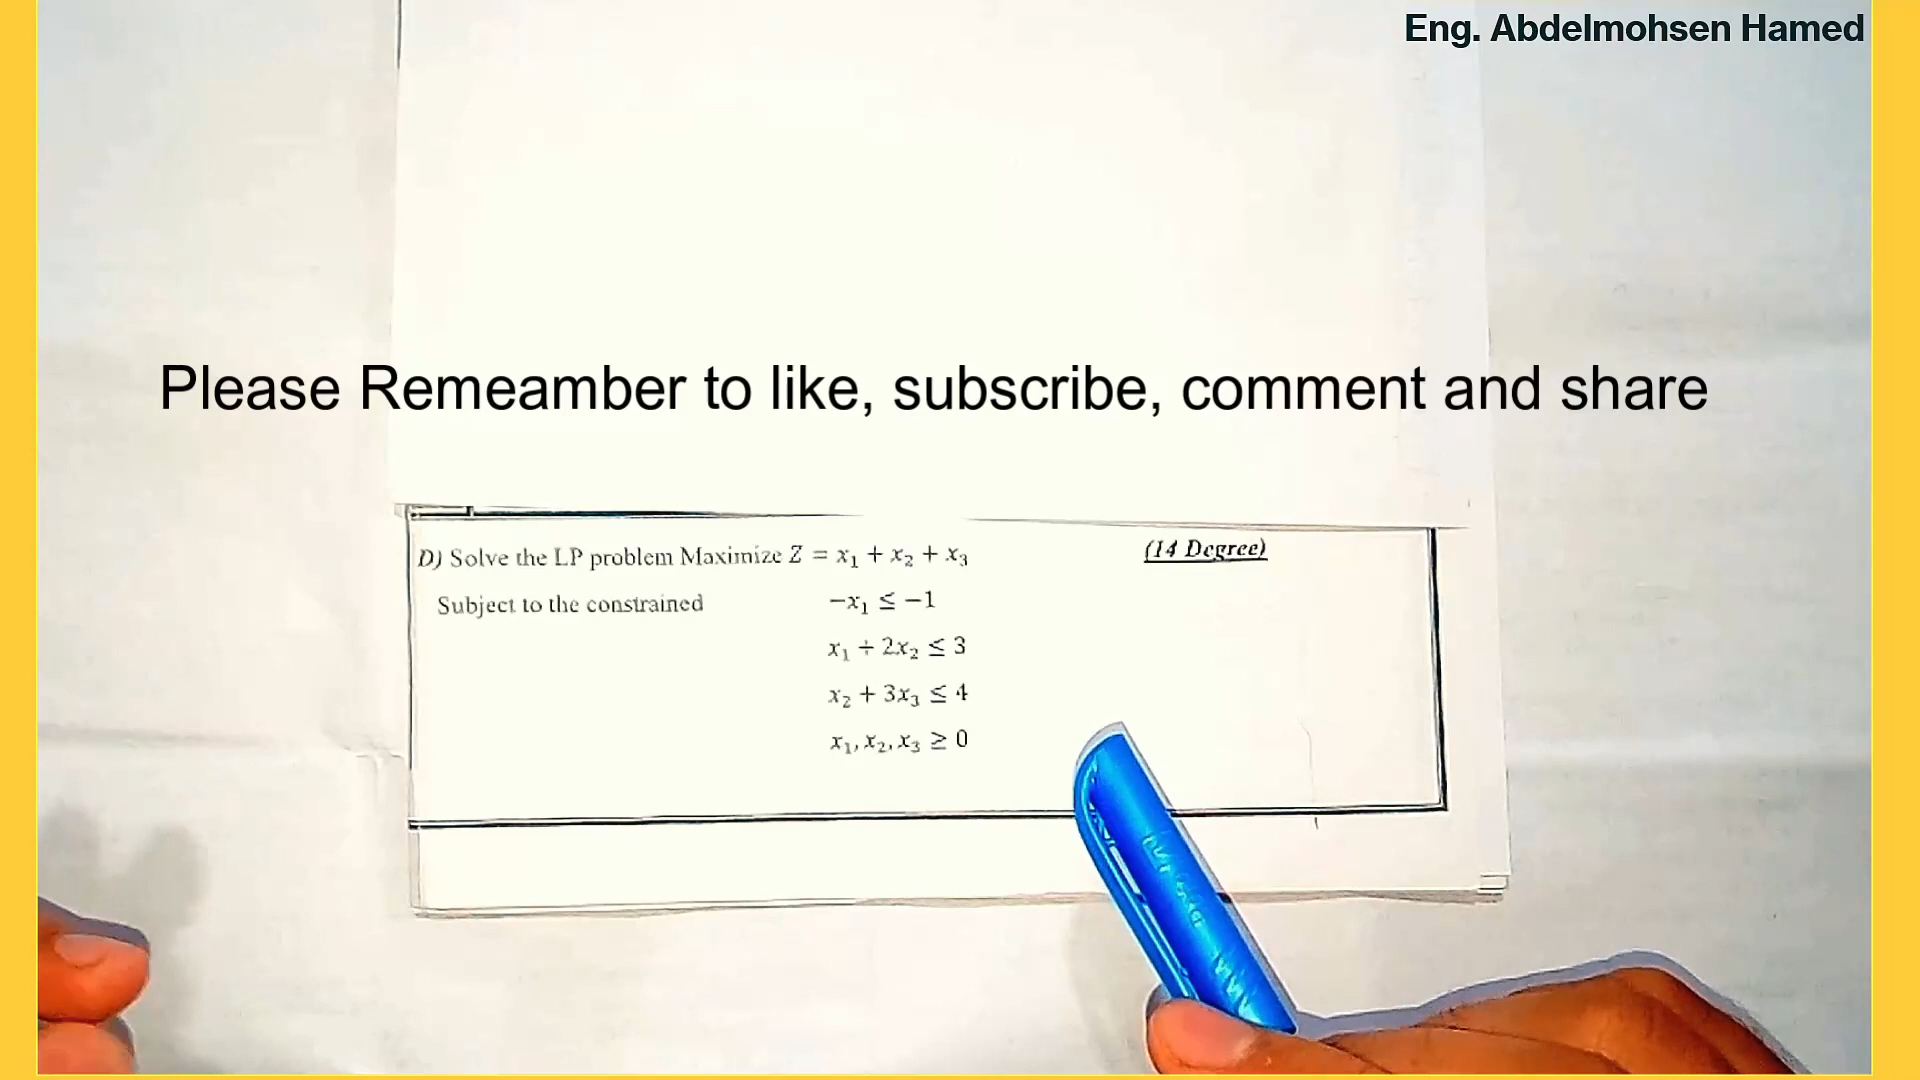 Eng. Abdelmohsen Hamed
Please Remeamber to like, subscribe, comment and share
D) Solve the LP problem Maximize Z = x₁ + x₂ + x₃ (14 Degree)
Subject to the constrained −x₁ ≤ −1
x₁ + 2x₂ ≤ 3
x₂ + 3x₃ ≤ 4
x₁, x₂, x₃ ≥ 0